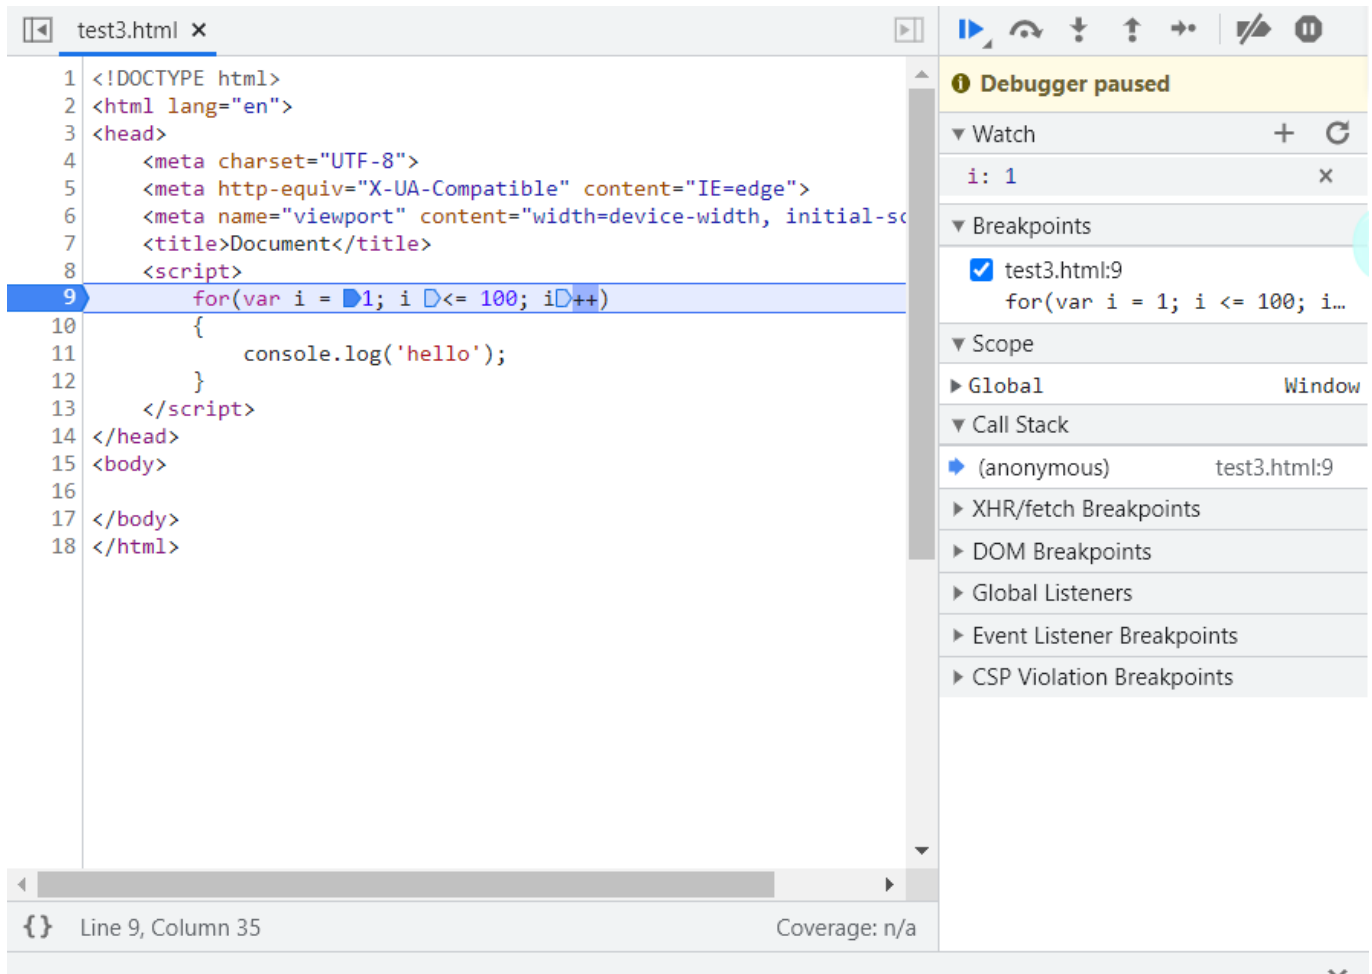 test3.html ×
1 <!DOCTYPE html>
2 <html lang="en">
3 <head>
4     <meta charset="UTF-8">
5     <meta http-equiv="X-UA-Compatible" content="IE=edge">
6     <meta name="viewport" content="width=device-width, initial-sc
7     <title>Document</title>
8     <script>
9         for(var i = 1; i <= 100; i++)
10         {
11             console.log('hello');
12         }
13     </script>
14 </head>
15 <body>
16
17 </body>
18 </html>
{} Line 9, Column 35
Coverage: n/a
Debugger paused
Watch
i: 1
Breakpoints
test3.html:9
for(var i = 1; i <= 100; i…
Scope
Global Window
Call Stack
(anonymous) test3.html:9
XHR/fetch Breakpoints
DOM Breakpoints
Global Listeners
Event Listener Breakpoints
CSP Violation Breakpoints